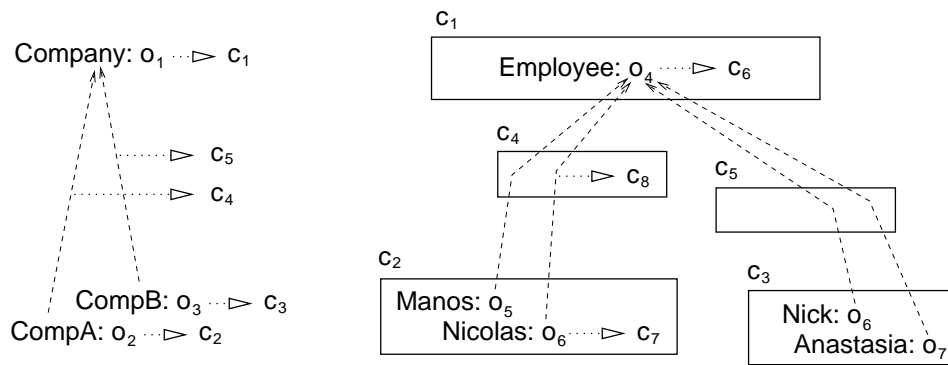 c₁
Company: o₁ c₁
Employee: o₄ c₆
c₄
c₅
c₈
c₅
c₄
c₂
c₃
CompB: o₃ c₃
Manos: o₅
Nick: o₆
CompA: o₂ c₂
Nicolas: o₆ c₇
Anastasia: o₇